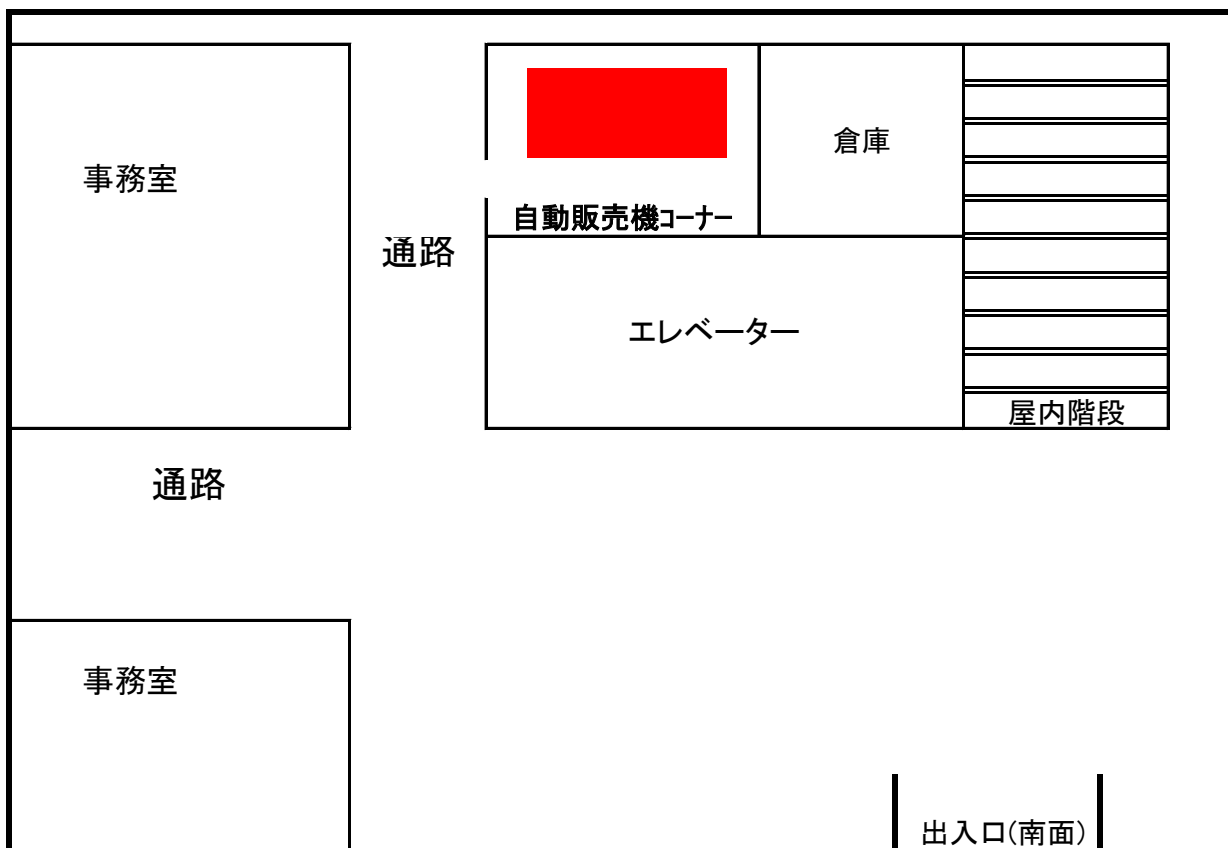 事務室
倉庫
自動販売機コーナー
通路
エレベーター
屋内階段
通路
事務室
出入口(南面)